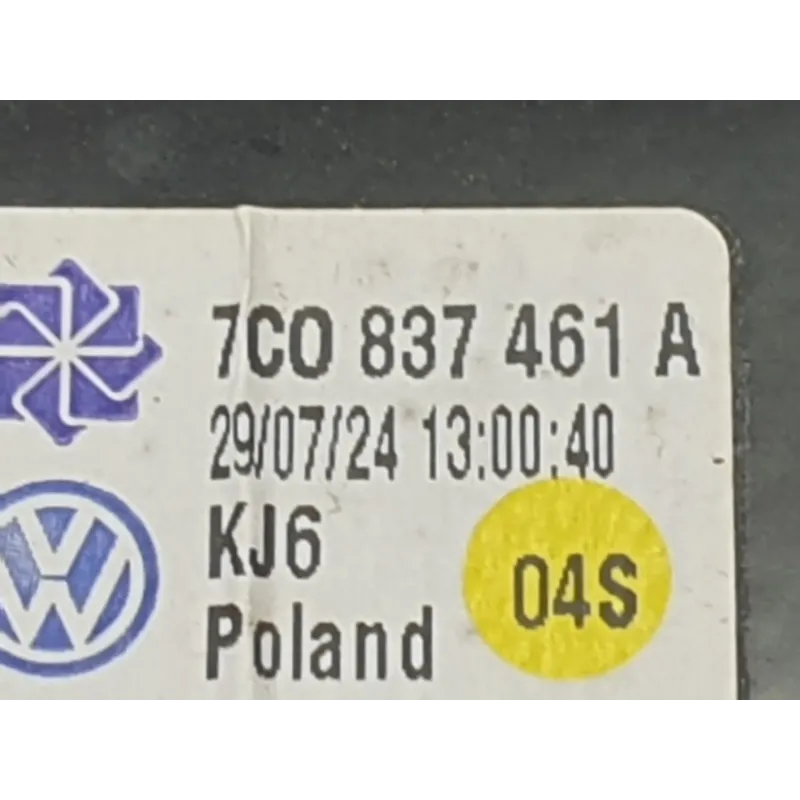 7C0 837 461 A
29/07/24 13:00:40
KJ6
04S
Poland